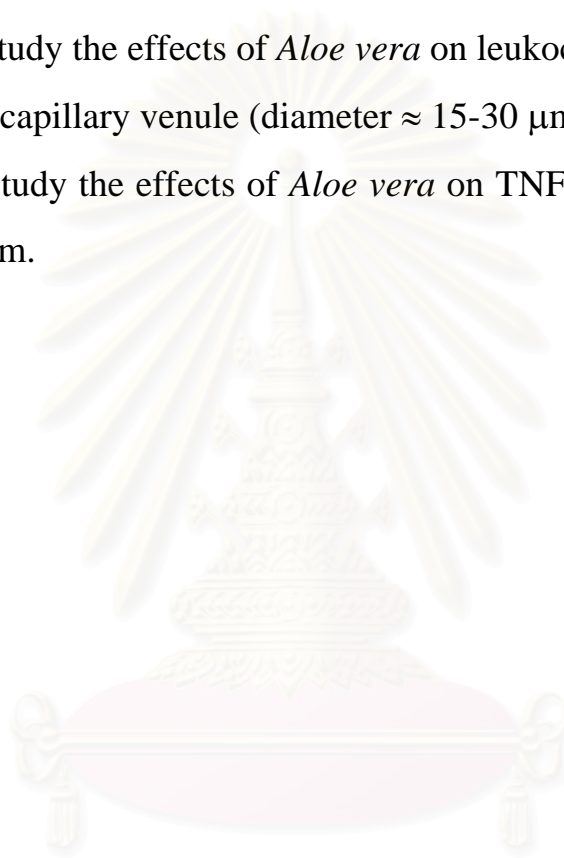 tudy the effects of Aloe vera on leukoc
capillary venule (diameter ≈ 15-30 μm
tudy the effects of Aloe vera on TNF
m.